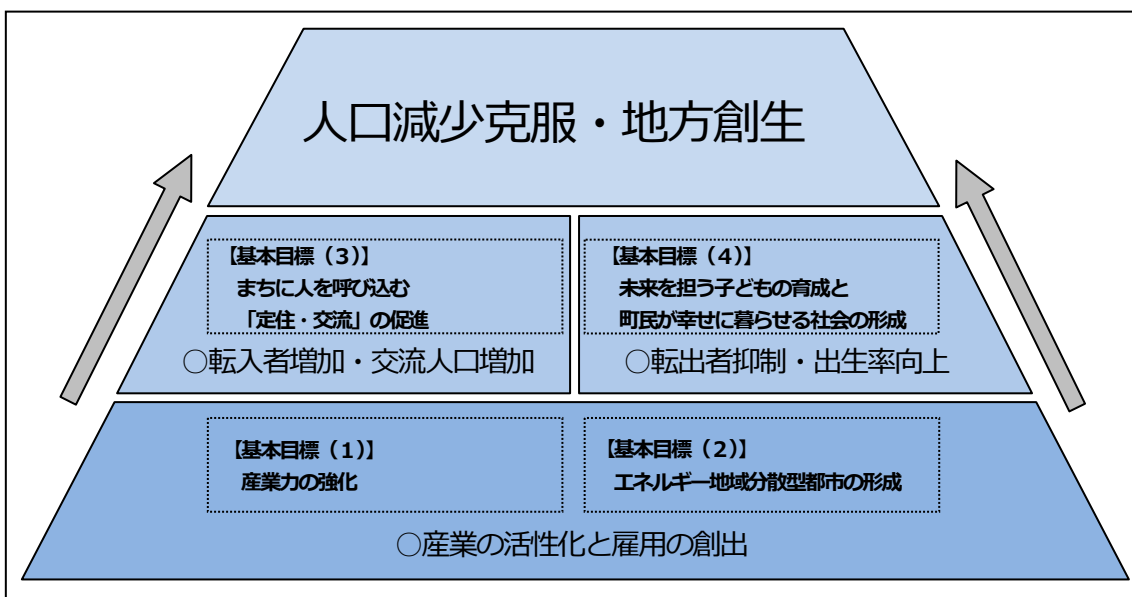 人口減少克服・地方創生
【基本目標（3）】
まちに人を呼び込む
「定住・交流」の促進
○転入者増加・交流人口増加
【基本目標（4）】
未来を担う子どもの育成と
町民が幸せに暮らせる社会の形成
○転出者抑制・出生率向上
【基本目標（1）】
産業力の強化
【基本目標（2）】
エネルギー地域分散型都市の形成
○産業の活性化と雇用の創出